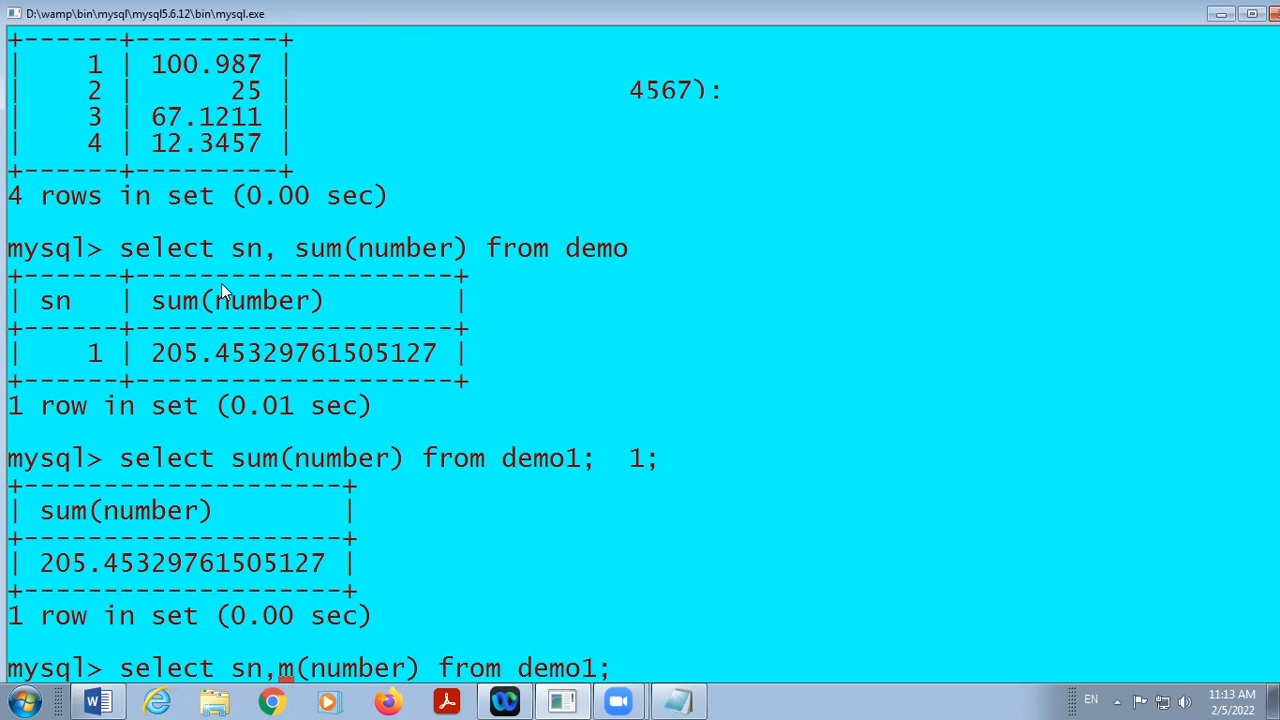 D:\wamp\bin\mysql\mysql5.6.12\bin\mysql.exe
+------+---------+
|    1 | 100.987 |
|    2 |      25 | 4567):
|    3 | 67.1211 |
|    4 | 12.3457 |
+------+---------+
4 rows in set (0.00 sec)
mysql> select sn, sum(number) from demo
+------+--------------------+
| sn   | sum(number)        |
+------+--------------------+
|    1 | 205.45329761505127 |
+------+--------------------+
1 row in set (0.01 sec)
mysql> select sum(number) from demo1;  1;
+--------------------+
| sum(number)        |
+--------------------+
| 205.45329761505127 |
+--------------------+
1 row in set (0.00 sec)
mysql> select sn,m(number) from demo1;
EN
11:13 AM
2/5/2022